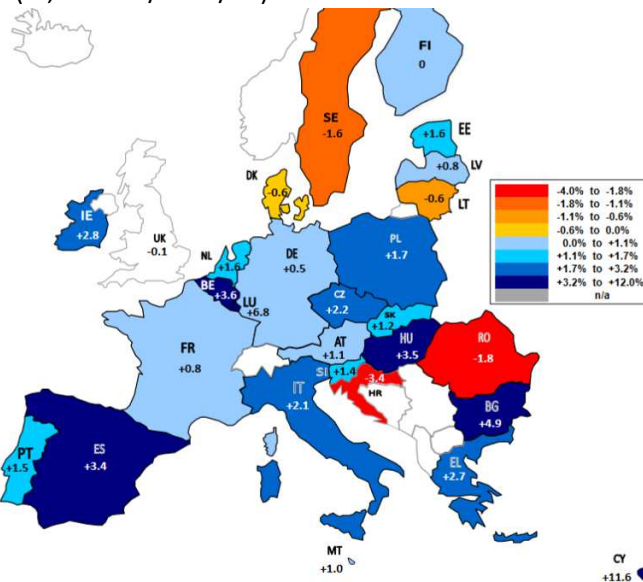 FI
0
SE
-1.6
+1.6
EE
+0.8
LV
DK
-0.6
-0.6
LT
IE
+2.8
UK
-0.1
NL
+1.6
DE
+0.5
PL
+1.7
BE
+3.6
LU
+6.8
CZ
+2.2
SK
+1.2
FR
+0.8
AT
+1.1
HU
+3.5
RO
-1.8
SI
+1.4
-3.4
HR
IT
+2.1
BG
+4.9
PT
+1.5
ES
+3.4
EL
+2.7
MT
+1.0
CY
+11.6
-4.0% to -1.8%
-1.8% to -1.1%
-1.1% to -0.6%
-0.6% to 0.0%
0.0% to +1.1%
+1.1% to +1.7%
+1.7% to +3.2%
+3.2% to +12.0%
n/a